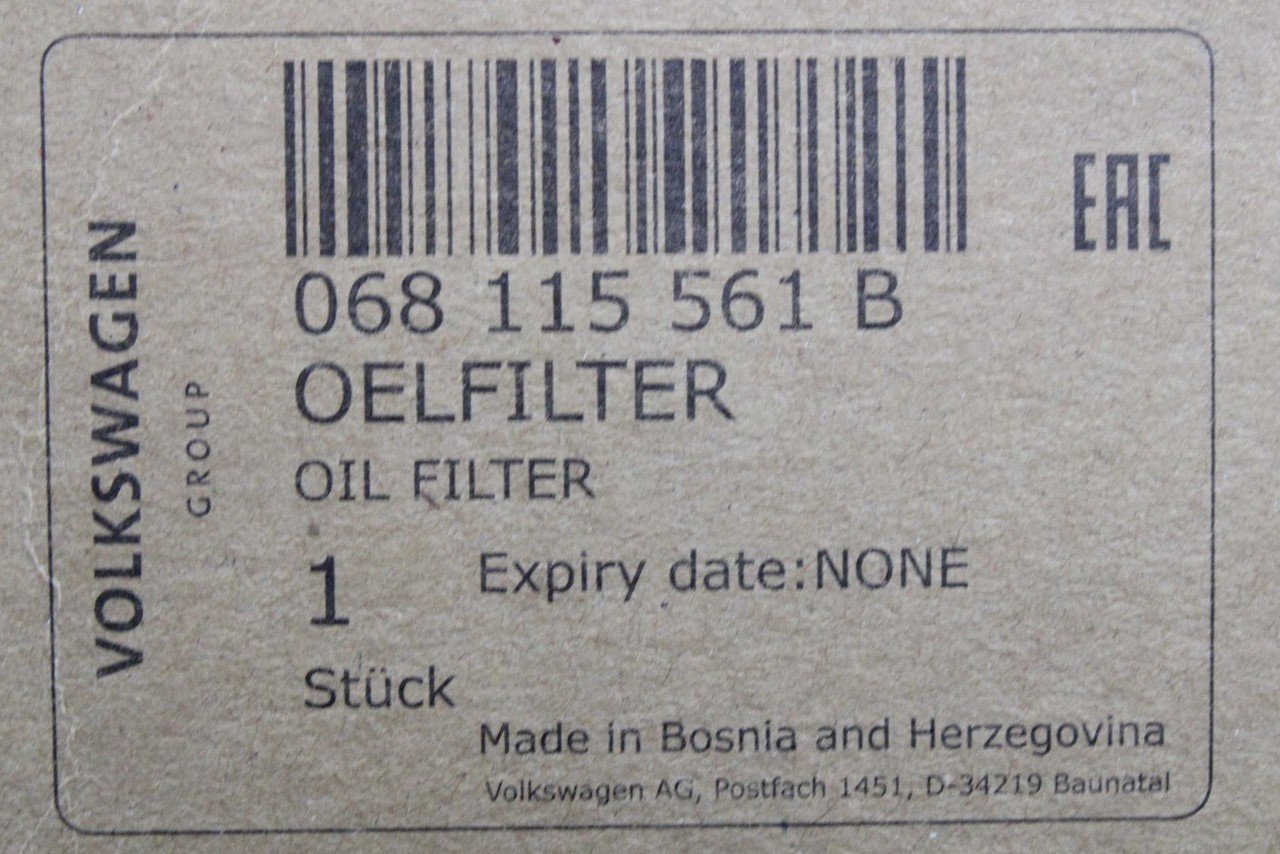 VOLKSWAGEN
GROUP
EAC
068 115 561 B
OELFILTER
OIL FILTER
1 Expiry date:NONE
Stück
Made in Bosnia and Herzegovina
Volkswagen AG, Postfach 1451, D-34219 Baunatal